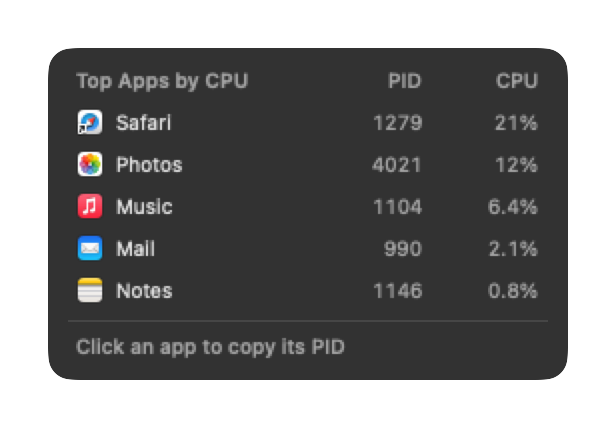 Top Apps by CPU PID CPU
Safari 1279 21%
Photos 4021 12%
Music 1104 6.4%
Mail 990 2.1%
Notes 1146 0.8%
Click an app to copy its PID